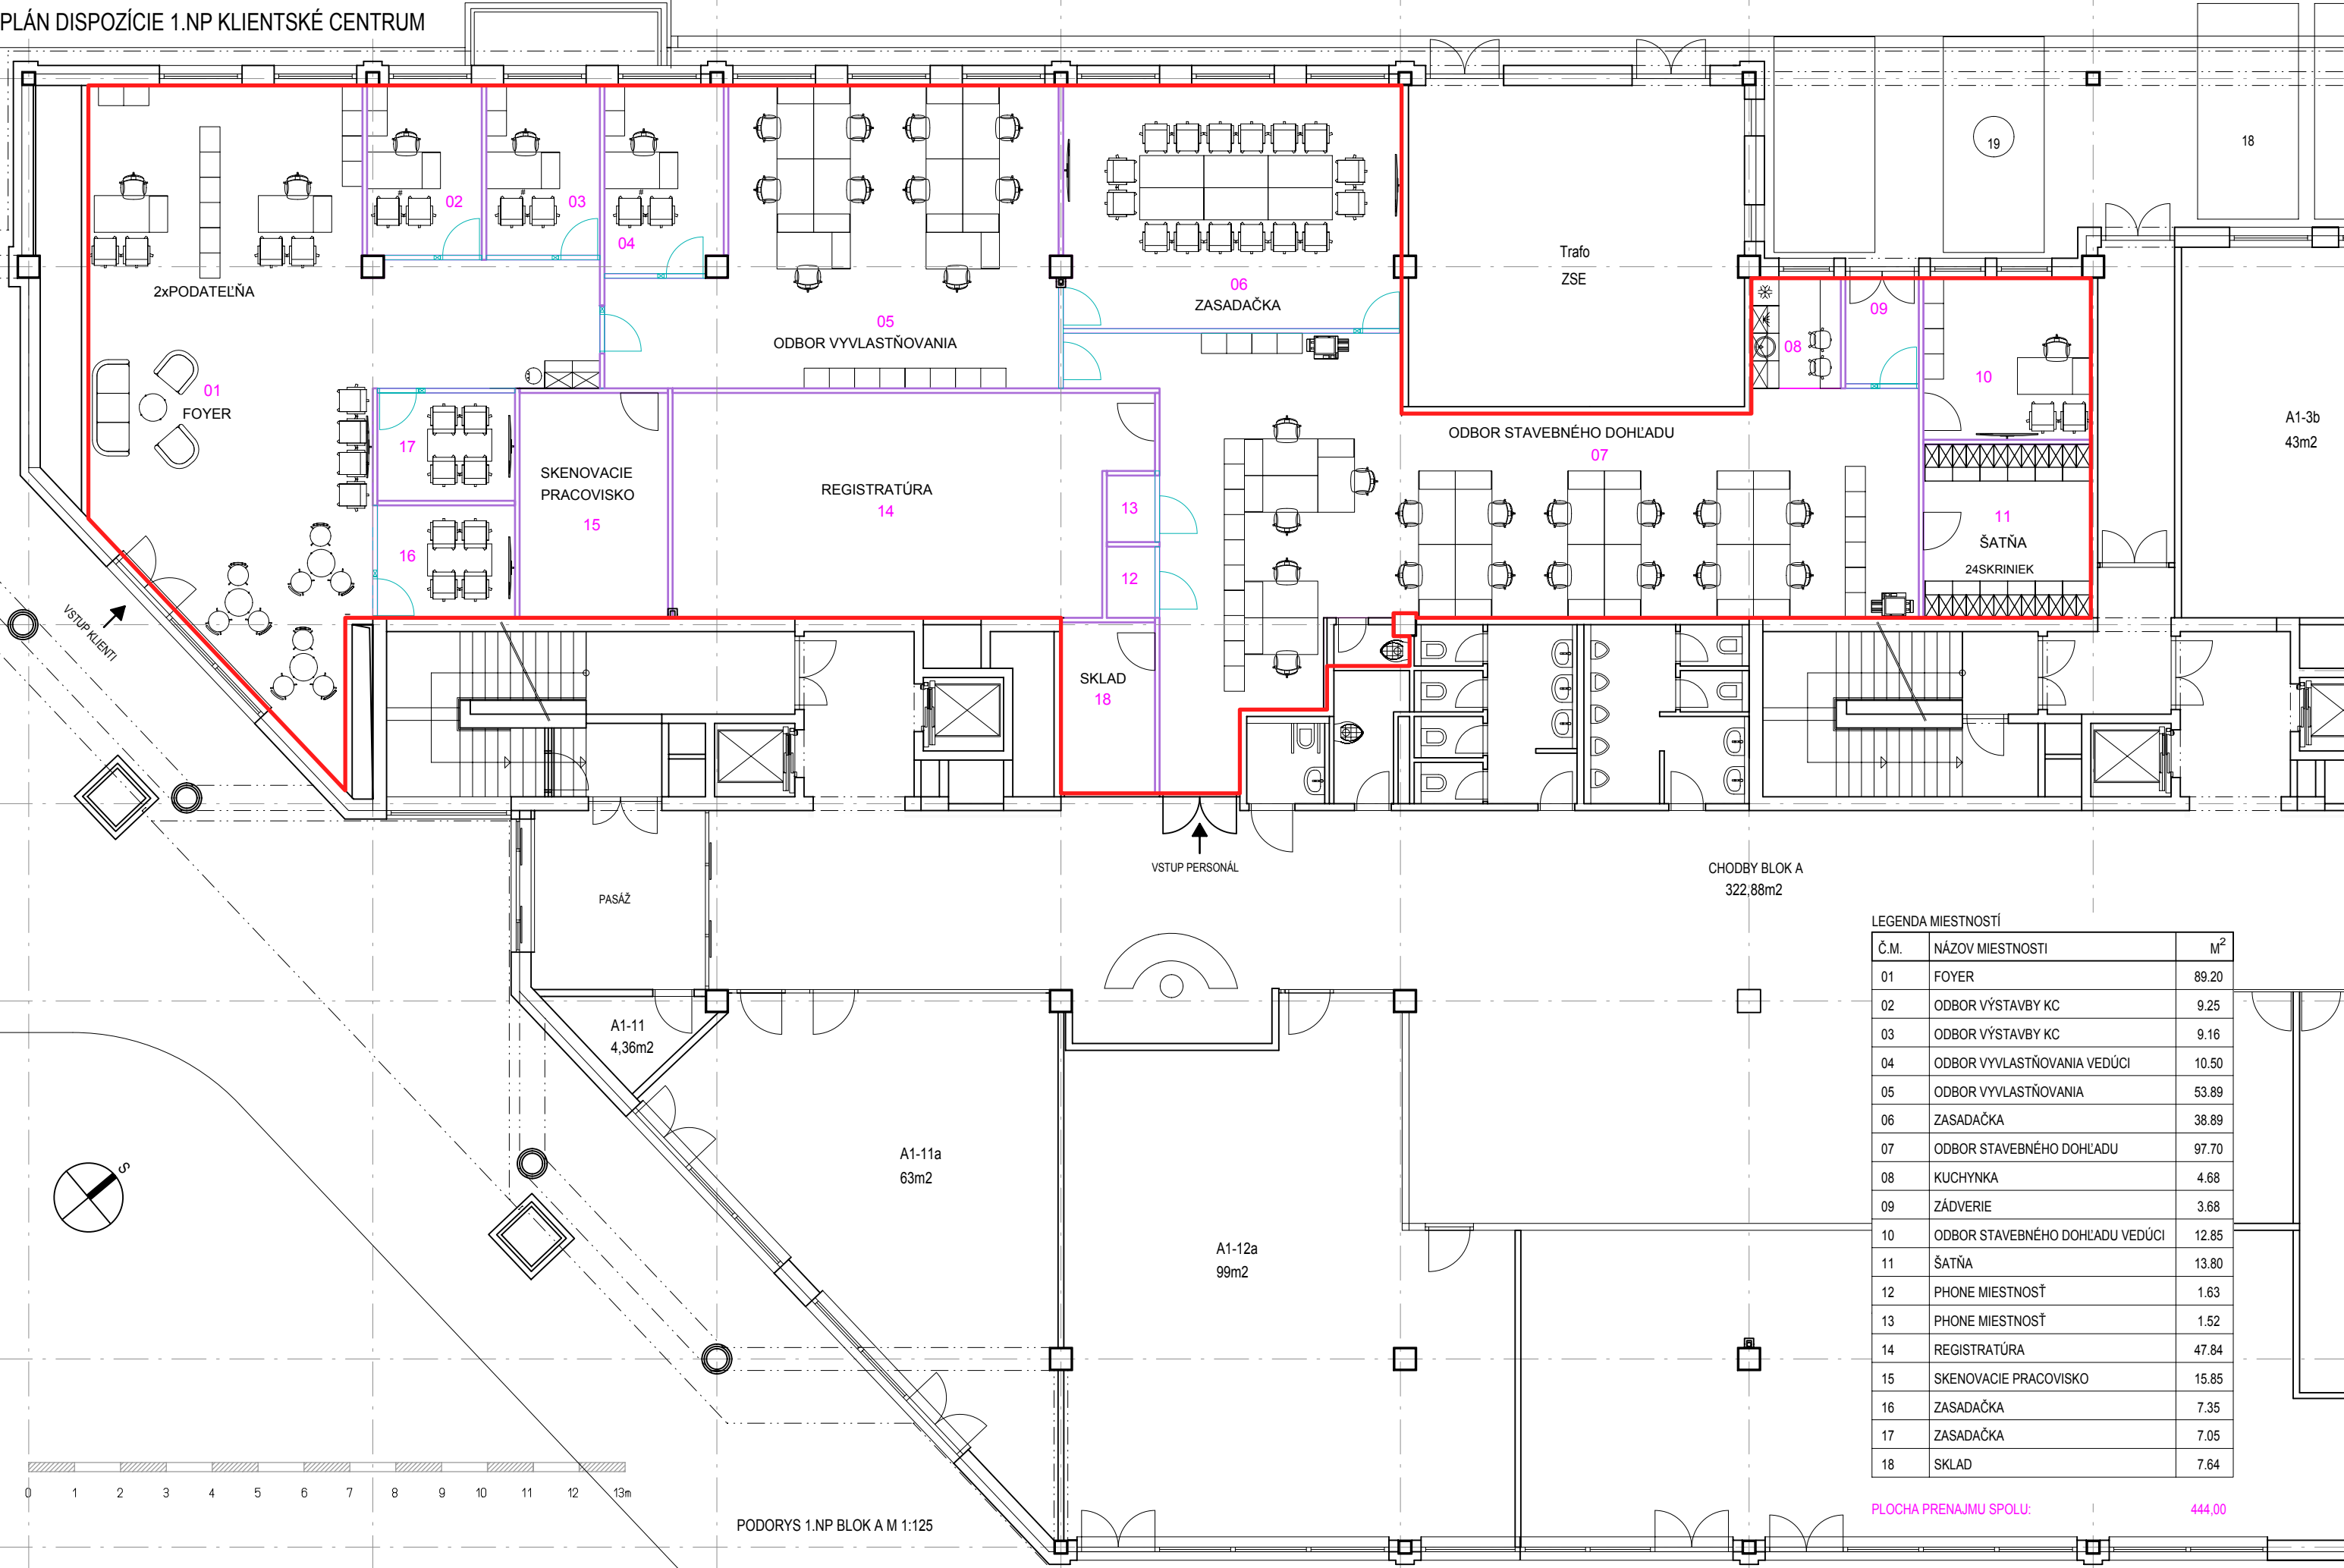 PLÁN DISPOZÍCIE 1.NP KLIENTSKÉ CENTRUM
02
03
04
2xPODATEĽŇA
05
ODBOR VYVLASTŇOVANIA
06
ZASADAČKA
Trafo
ZSE
19
18
09
08
10
01
FOYER
17
SKENOVACIE
PRACOVISKO
15
REGISTRATÚRA
14
13
12
16
ODBOR STAVEBNÉHO DOHĽADU
07
11
ŠATŇA
24SKRINIEK
A1-3b
43m2
VSTUP KLIENTI
SKLAD
18
VSTUP PERSONÁL
PASÁŽ
CHODBY BLOK A
322,88m2
A1-11
4,36m2
A1-11a
63m2
A1-12a
99m2
S
LEGENDA MIESTNOSTÍ
Č.M. NÁZOV MIESTNOSTI M²
01 FOYER 89.20
02 ODBOR VÝSTAVBY KC 9.25
03 ODBOR VÝSTAVBY KC 9.16
04 ODBOR VYVLASTŇOVANIA VEDÚCI 10.50
05 ODBOR VYVLASTŇOVANIA 53.89
06 ZASADAČKA 38.89
07 ODBOR STAVEBNÉHO DOHĽADU 97.70
08 KUCHYNKA 4.68
09 ZÁDVERIE 3.68
10 ODBOR STAVEBNÉHO DOHĽADU VEDÚCI 12.85
11 ŠATŇA 13.80
12 PHONE MIESTNOSŤ 1.63
13 PHONE MIESTNOSŤ 1.52
14 REGISTRATÚRA 47.84
15 SKENOVACIE PRACOVISKO 15.85
16 ZASADAČKA 7.35
17 ZASADAČKA 7.05
18 SKLAD 7.64
PLOCHA PRENAJMU SPOLU: 444,00
0 1 2 3 4 5 6 7 8 9 10 11 12 13m
PODORYS 1.NP BLOK A M 1:125